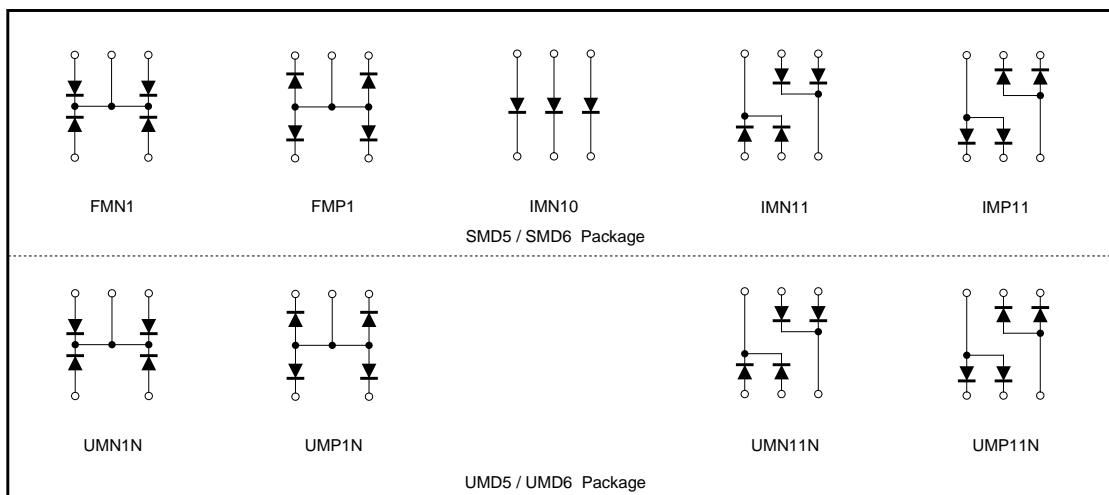 FMN1 FMP1 IMN10 IMN11 IMP11
SMD5 / SMD6 Package
UMN1N UMP1N UMN11N UMP11N
UMD5 / UMD6 Package